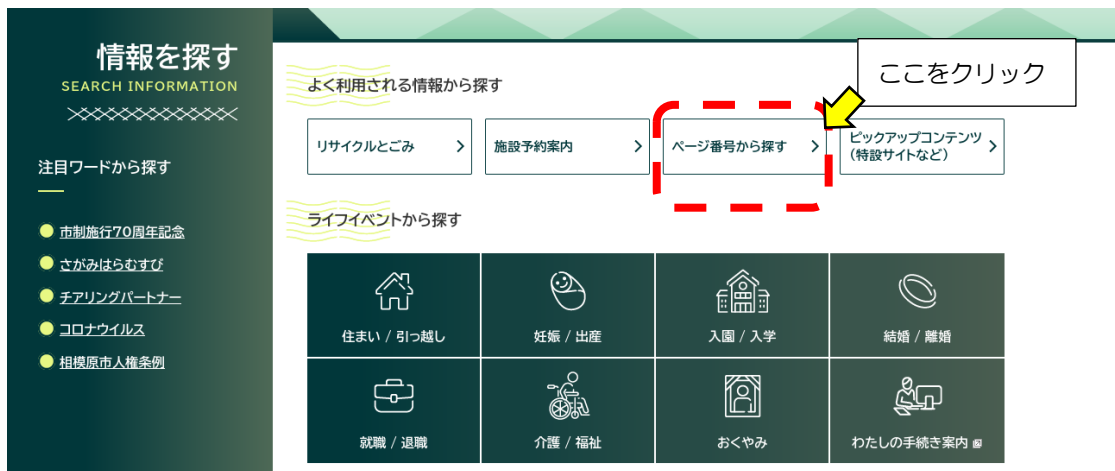 情報を探す
SEARCH INFORMATION
注目ワードから探す
市制施行70周年記念
さがみはらむすび
チアリングパートナー
コロナウイルス
相模原市人権条例
ここをクリック
よく利用される情報から探す
リサイクルとごみ
施設予約案内
ページ番号から探す
ピックアップコンテンツ
(特設サイトなど)
ライフイベントから探す
住まい / 引っ越し
妊娠 / 出産
入園 / 入学
結婚 / 離婚
就職 / 退職
介護 / 福祉
おくやみ
わたしの手続き案内